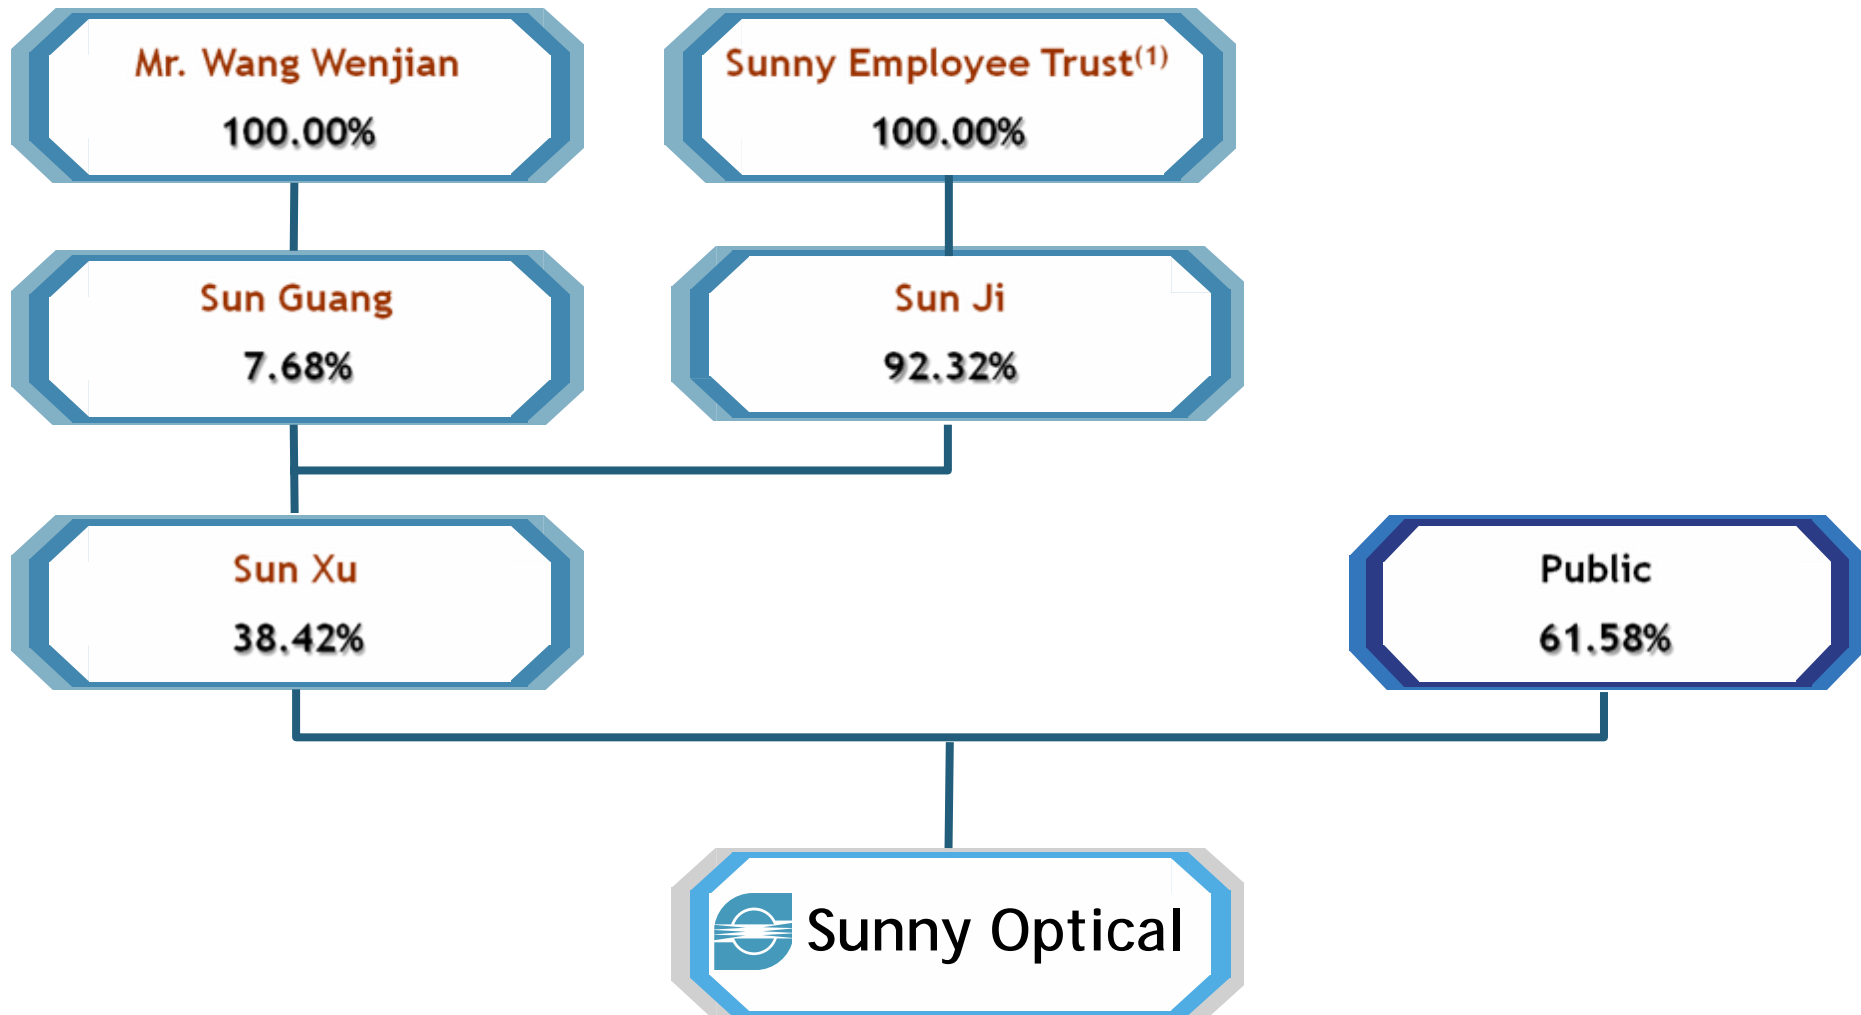 Mr. Wang Wenjian
100.00%
Sunny Employee Trust(1)
100.00%
Sun Guang
7.68%
Sun Ji
92.32%
Sun Xu
38.42%
Public
61.58%
Sunny Optical